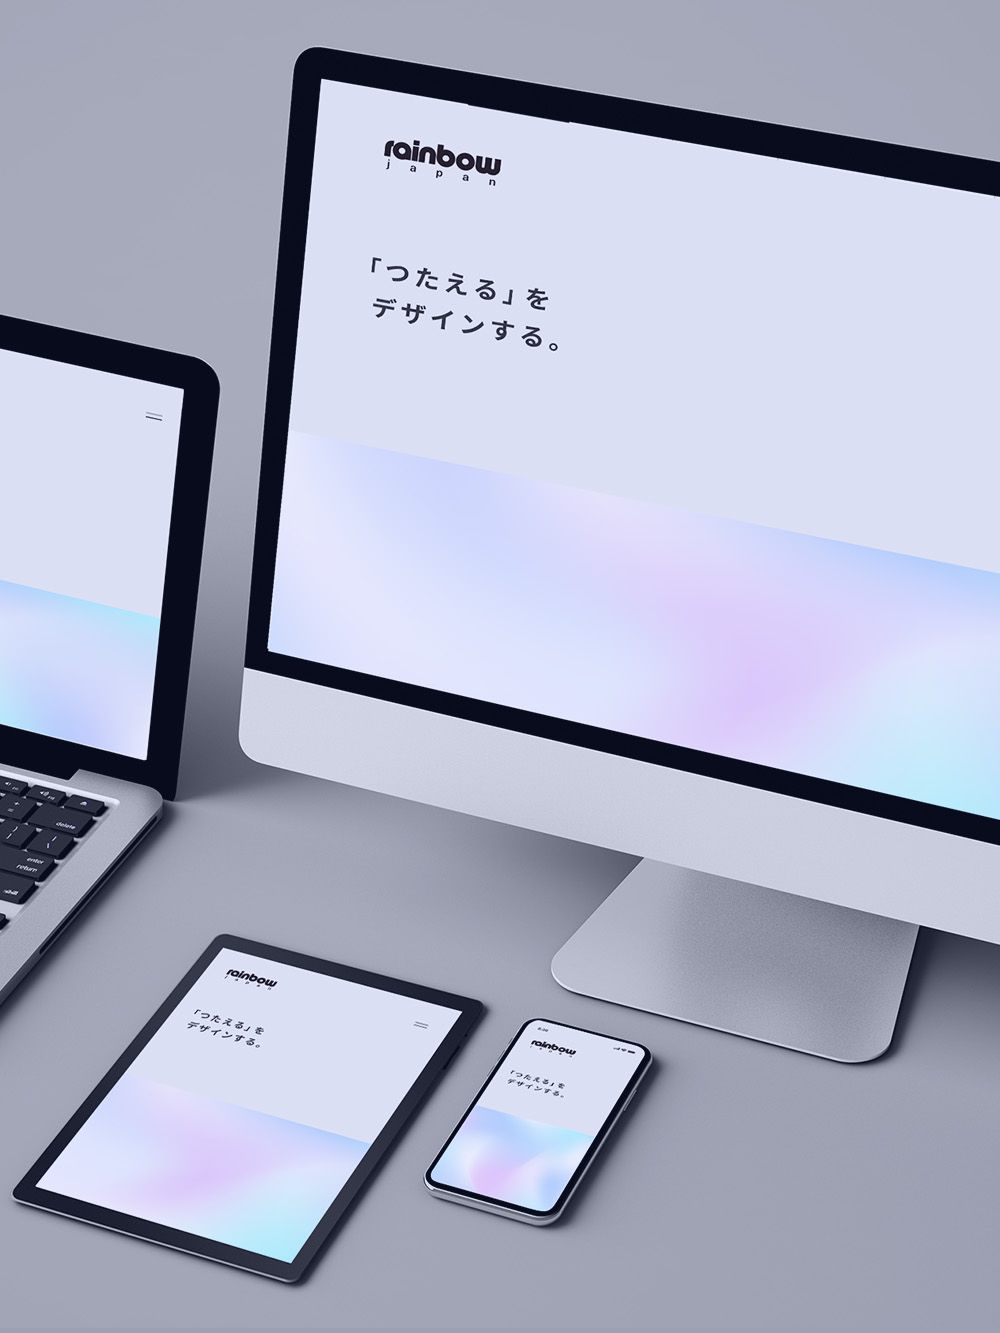 rainbow
japan
「つたえる」を
デザインする。
delete
enter
return
rainbow
japan
「つたえる」を
デザインする。
rainbow
japan
「つたえる」を
デザインする。